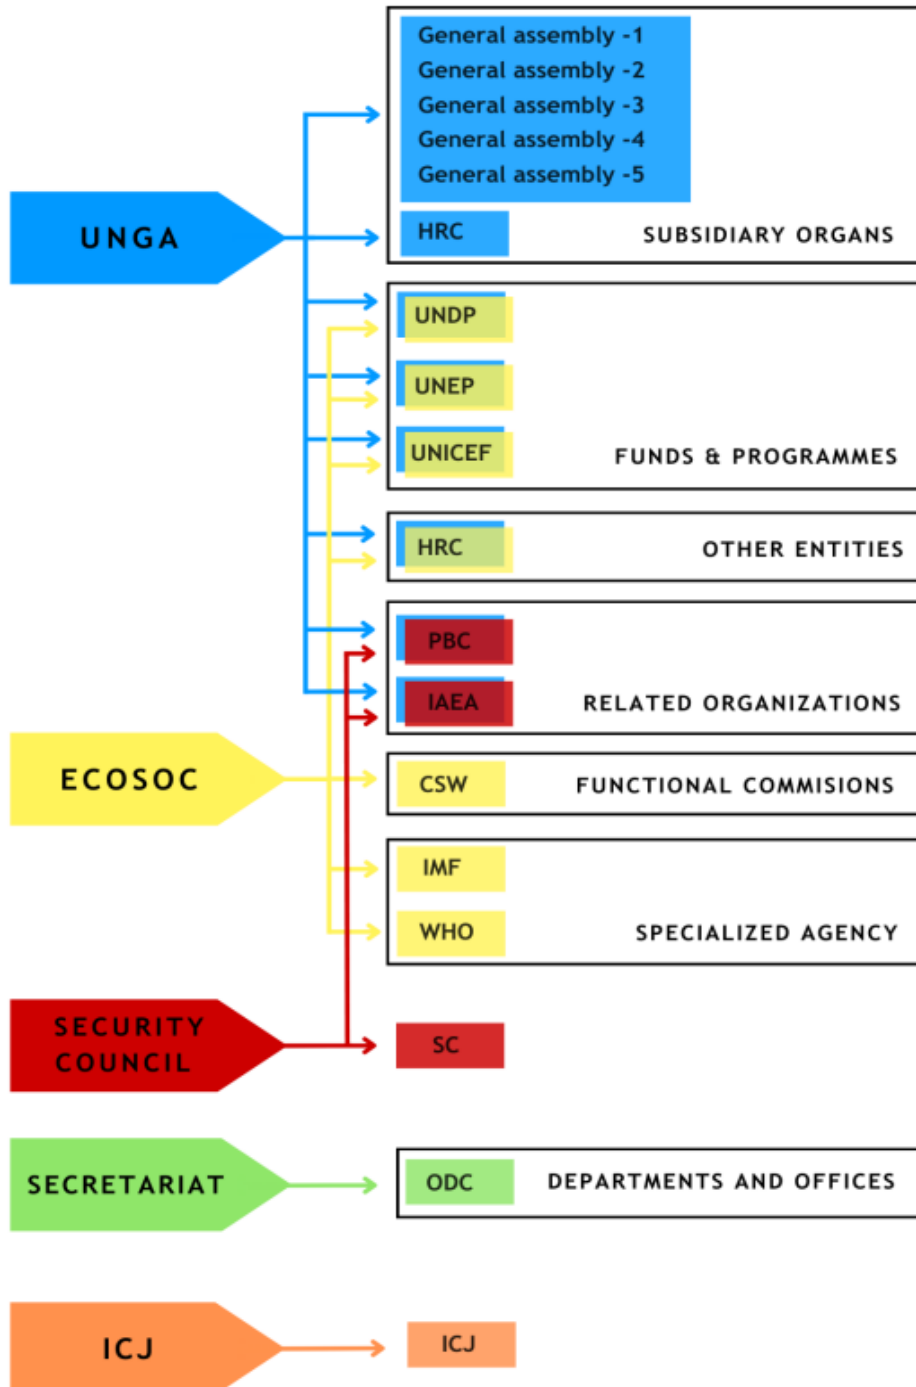 General assembly -1
General assembly -2
General assembly -3
General assembly -4
General assembly -5
UNGA
HRC
SUBSIDIARY ORGANS
UNDP
UNEP
UNICEF
FUNDS & PROGRAMMES
HRC
OTHER ENTITIES
PBC
IAEA
RELATED ORGANIZATIONS
ECOSOC
CSW
FUNCTIONAL COMMISIONS
IMF
WHO
SPECIALIZED AGENCY
SECURITY
COUNCIL
SC
SECRETARIAT
ODC
DEPARTMENTS AND OFFICES
ICJ
ICJ